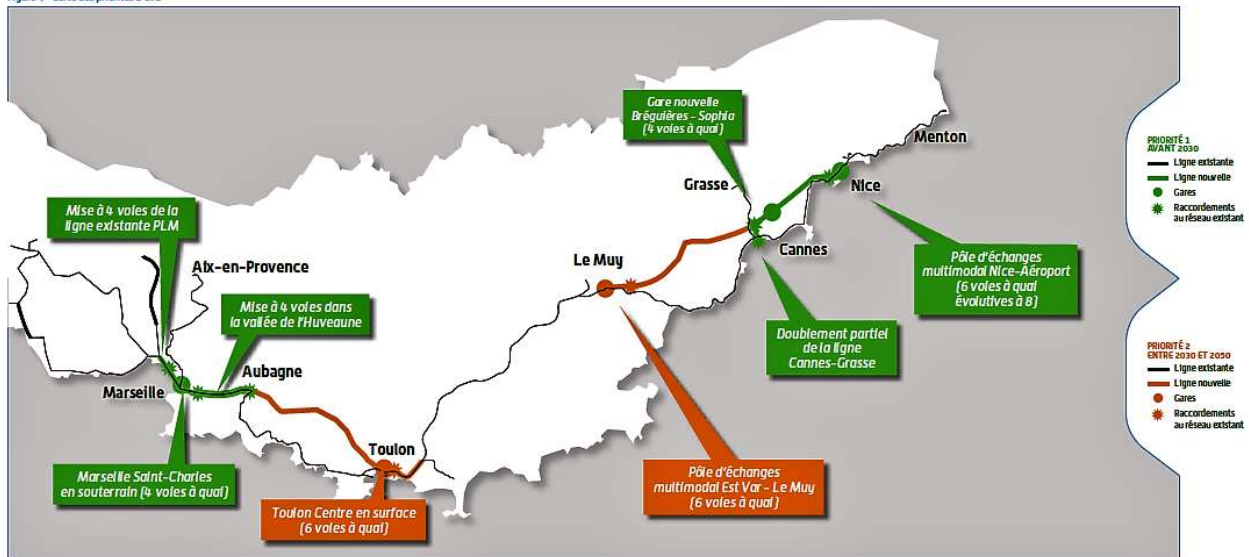 Gare nouvelle
Bréguières - Sophia
(4 voies à quai)
Menton
Grasse
Nice
Cannes
Mise à 4 voies de la
ligne existante PLM
Aix-en-Provence
Le Muy
Pôle d'échanges
multimodal Nice-Aéroport
(6 voies à quai
évolutives à 8)
Mise à 4 voies dans
la vallée de l'Huveaune
Doublement partiel
de la ligne
Cannes-Grasse
Aubagne
Marseille
Toulon
Marseille Saint-Charles
en souterrain (4 voies à quai)
Toulon Centre en surface
(6 voies à quai)
Pôle d'échanges
multimodal Est Var - Le Muy
(6 voies à quai)
PRIORITÉ 1
AVANT 2030
Ligne existante
Ligne nouvelle
Gares
Raccordements
au réseau existant
PRIORITÉ 2
ENTRE 2030 ET 2050
Ligne existante
Ligne nouvelle
Gares
Raccordements
au réseau existant